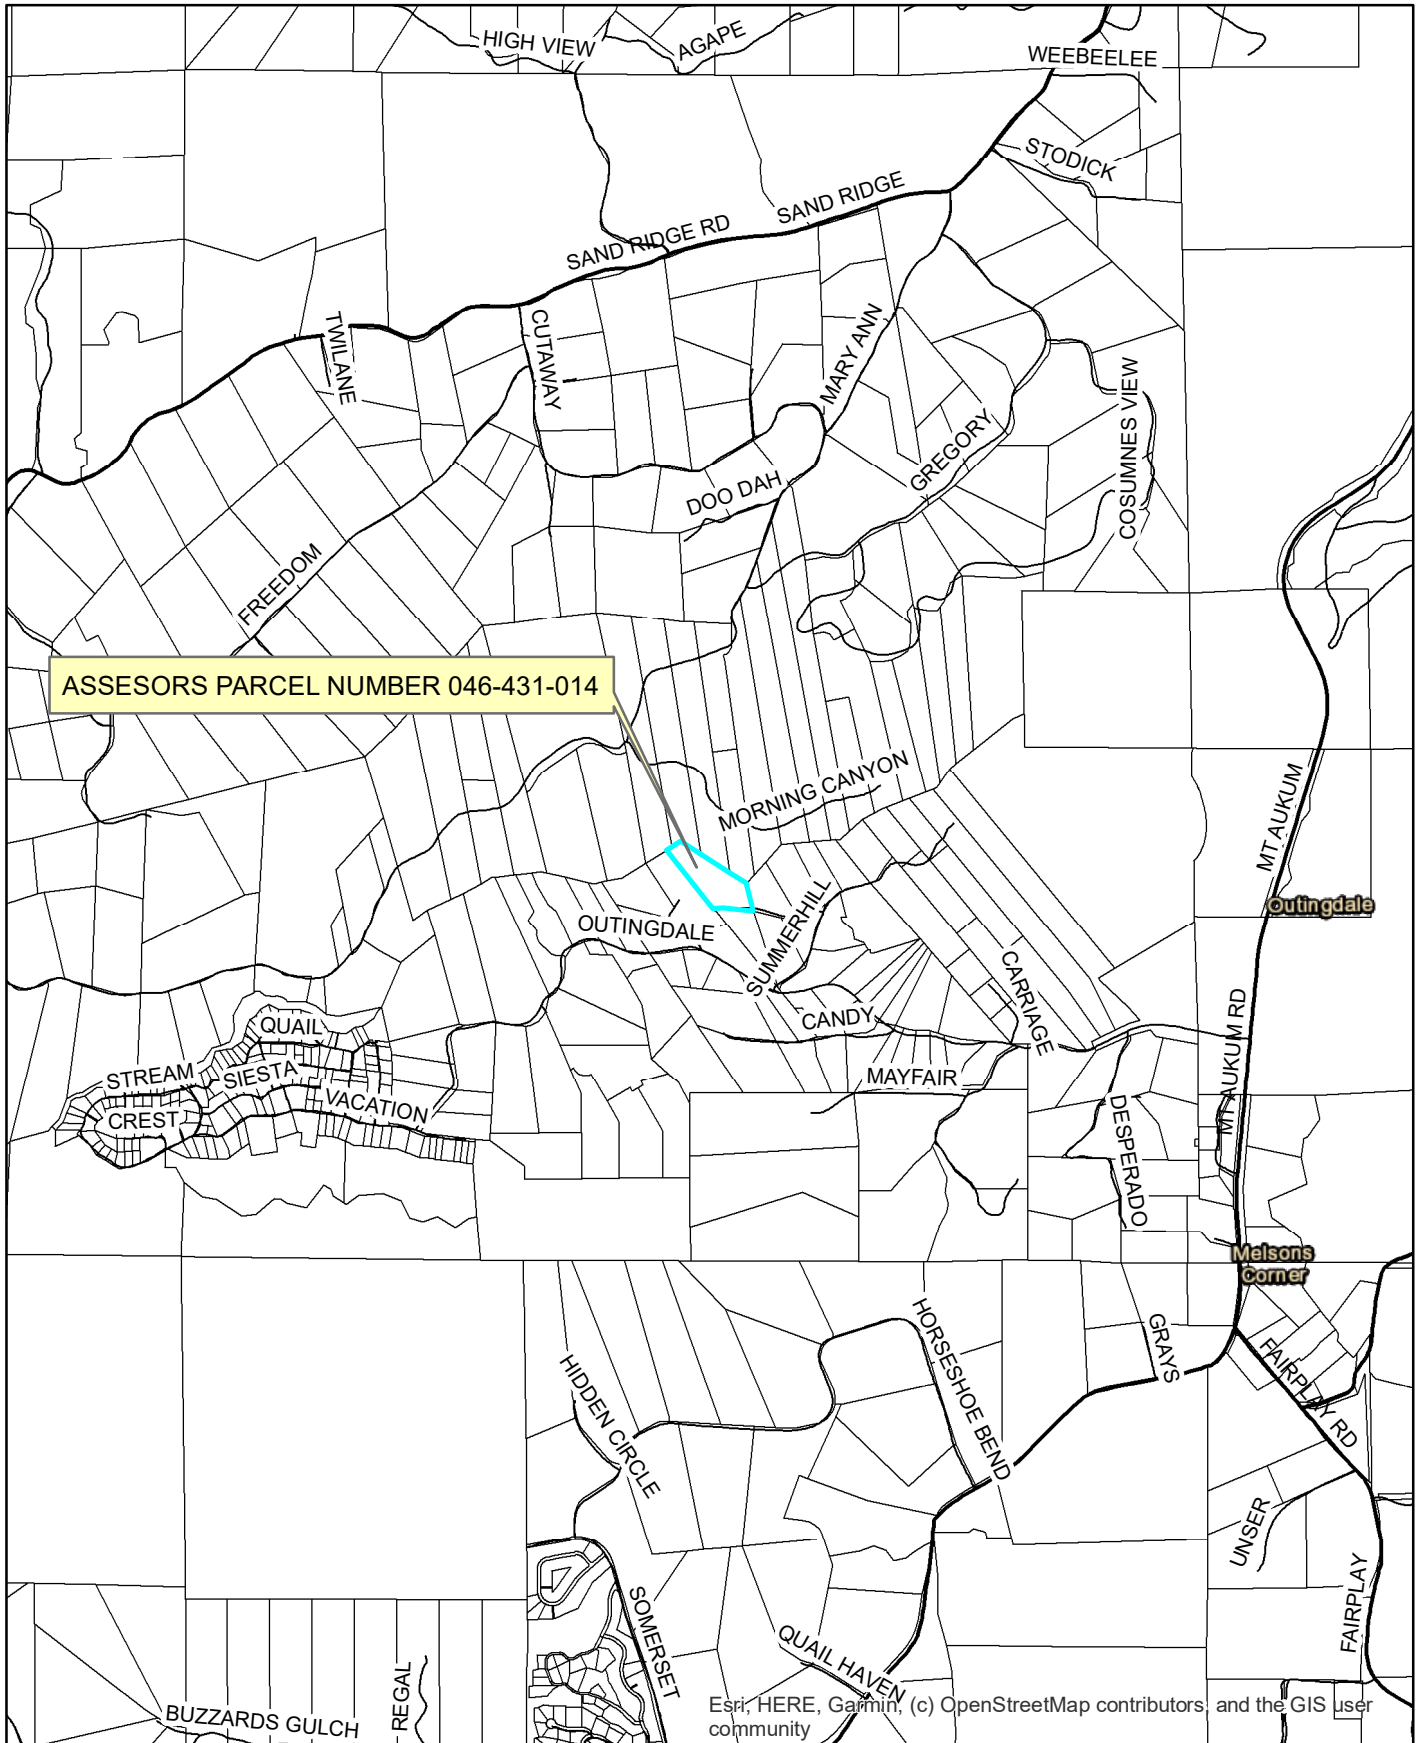 HIGH VIEW
AGAPE
WEEBEELEE
STODICK
SAND RIDGE
SAND RIDGE RD
TWILANE
CUTAWAY
MARY ANN
COSUMNES VIEW
GREGORY
DOO DAH
FREEDOM
ASSESORS PARCEL NUMBER 046-431-014
MORNING CANYON
MT AUKUM
Outingdale
OUTINGDALE
SUMMERHILL
CARRIAGE
CANDY
MT AUKUM RD
QUAIL
STREAM
SIESTA
MAYFAIR
VACATION
CREST
DESPERADO
Melsons
Corner
HORSESHOE BEND
GRAYS
HIDDEN CIRCLE
FAIRPLAY RD
UNSER
FAIRPLAY
SOMERSET
QUAIL HAVEN
REGAL
BUZZARDS GULCH
Esri, HERE, Garmin, (c) OpenStreetMap contributors, and the GIS user
community